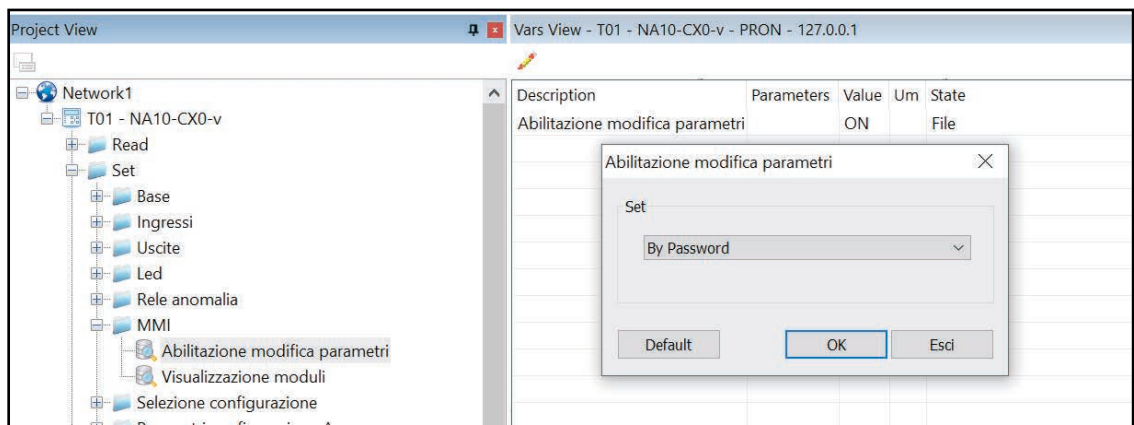 Project View
Vars View - T01 - NA10-CX0-v - PRON - 127.0.0.1
Network1
T01 - NA10-CX0-v
Read
Set
Base
Ingressi
Uscite
Led
Rele anomalia
MMI
Abilitazione modifica parametri
Visualizzazione moduli
Selezione configurazione
Description Parameters Value Um State
Abilitazione modifica parametri ON File
Abilitazione modifica parametri
Set
By Password
Default OK Esci